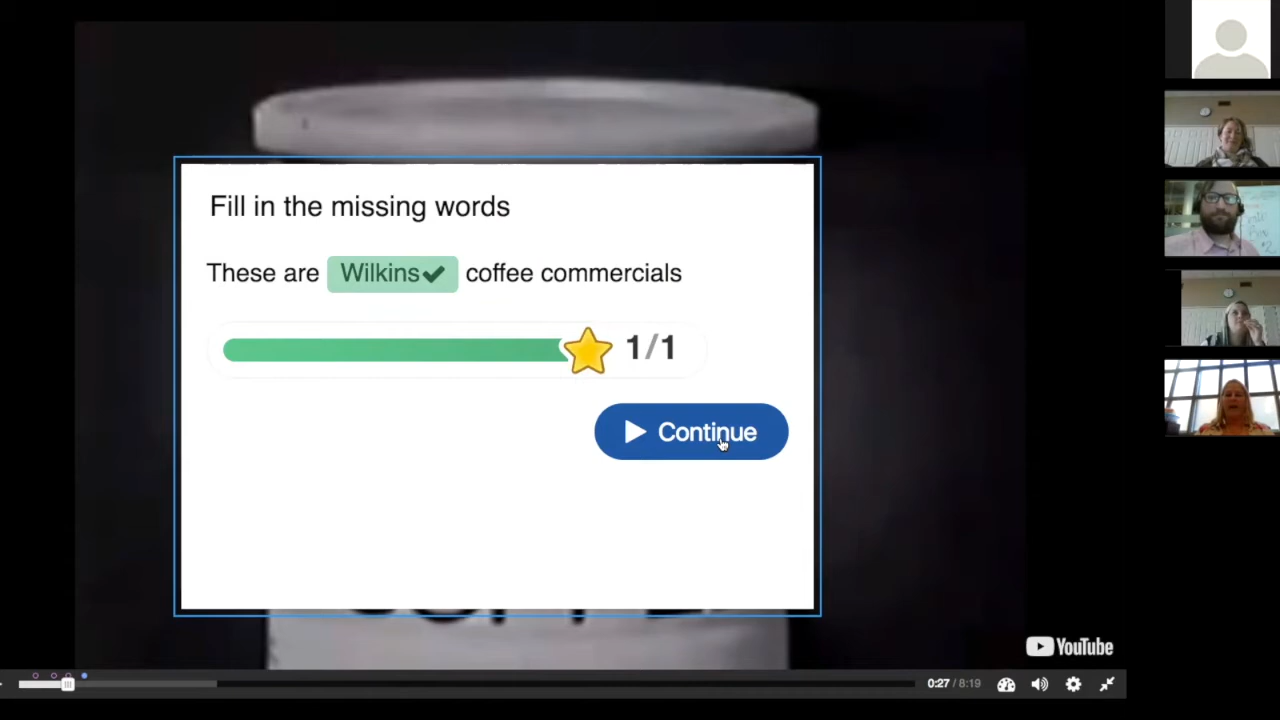 Fill in the missing words
These are Wilkins coffee commercials
1/1
Continue
YouTube
0:27 / 8:19